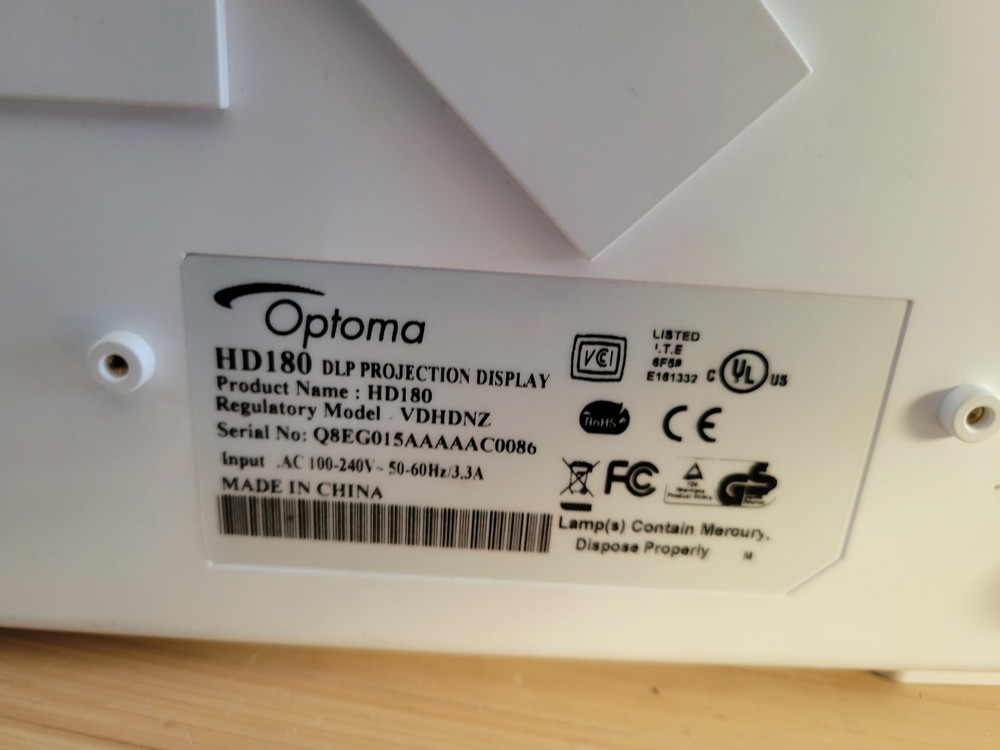 Optoma
HD180 DLP PROJECTION DISPLAY
Product Name : HD180
Regulatory Model VDHDNZ
Serial No: Q8EG015AAAAAC0086
Input .AC 100-240V~ 50-60Hz/3.3A
MADE IN CHINA
VCI
LISTED
I.T.E
E161332
C UL US
RoHS
CE
FC
GS
Lamp(s) Contain Mercury,
Dispose Properly M